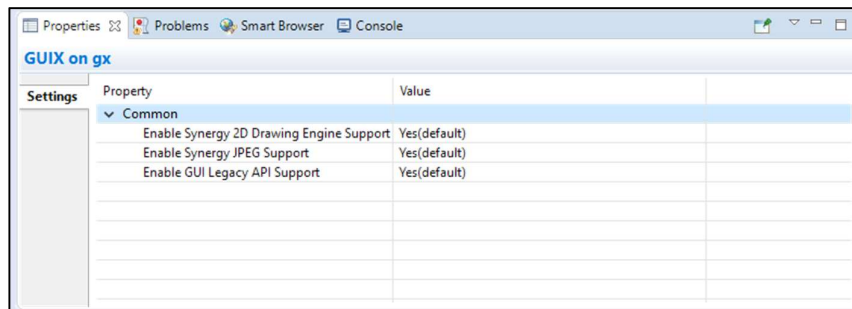 Properties Problems Smart Browser Console
GUIX on gx
Settings
Property Value
Common
Enable Synergy 2D Drawing Engine Support Yes(default)
Enable Synergy JPEG Support Yes(default)
Enable GUI Legacy API Support Yes(default)